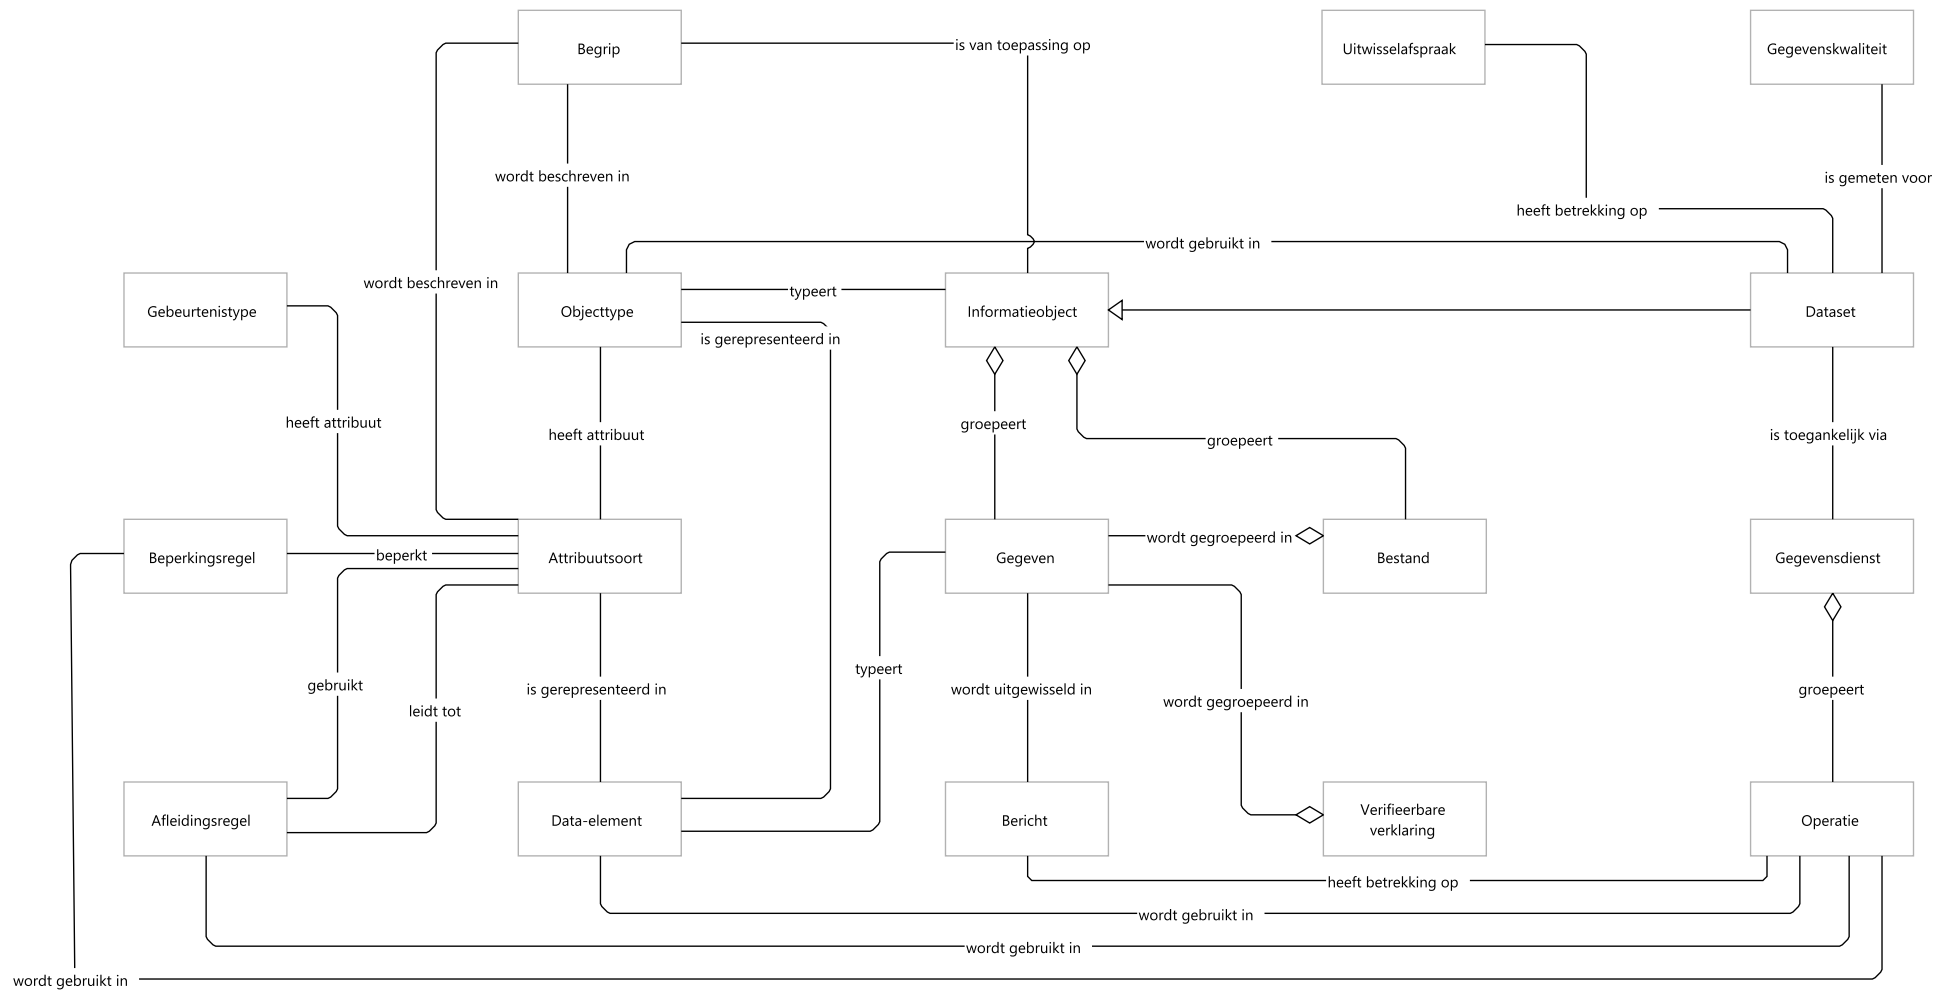 Begrip
is van toepassing op
Uitwisselafspraak
Gegevenskwaliteit
wordt beschreven in
is gemeten voor
heeft betrekking op
wordt gebruikt in
wordt beschreven in
typeert
Gebeurtenistype
Objecttype
Informatieobject
Dataset
is gerepresenteerd in
heeft attribuut
groepeert
heeft attribuut
groepeert
is toegankelijk via
wordt gegroepeerd in
Beperkingsregel
beperkt
Attribuutsoort
Gegeven
Bestand
Gegevensdienst
typeert
gebruikt
is gerepresenteerd in
wordt uitgewisseld in
groepeert
wordt gegroepeerd in
leidt tot
Afleidingsregel
Data-element
Bericht
Verifieerbare
verklaring
Operatie
heeft betrekking op
wordt gebruikt in
wordt gebruikt in
wordt gebruikt in